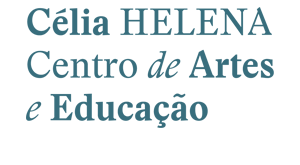 Célia HELENA
Centro de Artes
e Educação